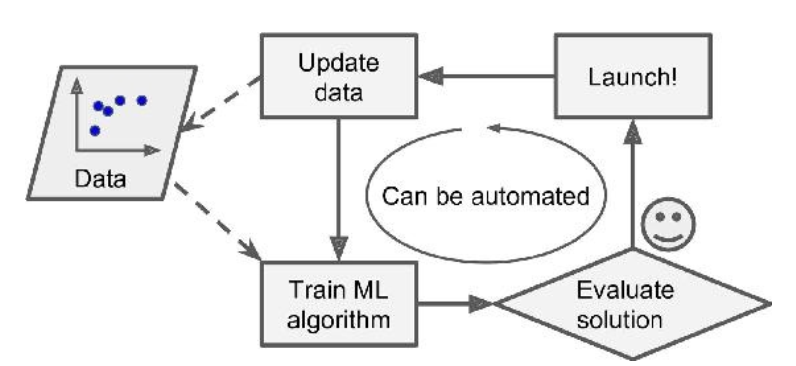 Update
data
Launch!
Data
Can be automated
Train ML
algorithm
Evaluate
solution